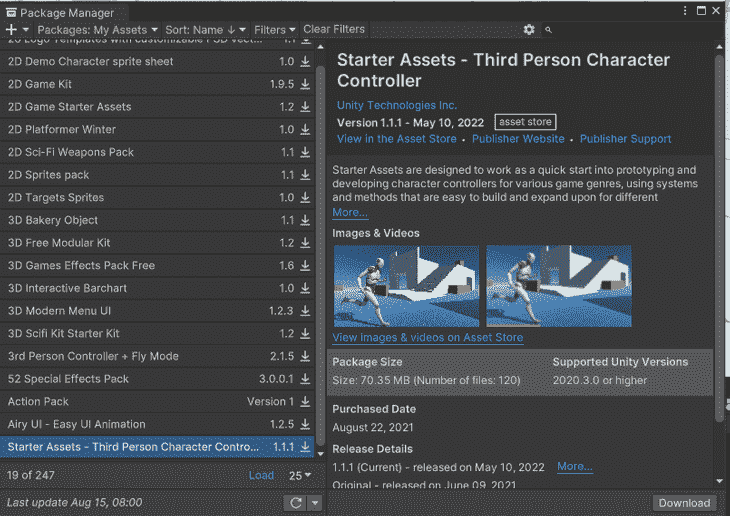 Package Manager
Packages: My Assets Sort: Name ↓ Filters Clear Filters
2D Logo Templates with customizable PSD vect... 1.1
2D Demo Character sprite sheet 1.0
2D Game Kit 1.9.5
2D Game Starter Assets 1.2
2D Platformer Winter 1.0
2D Sci-Fi Weapons Pack 1.1
2D Sprites pack 1.1
2D Targets Sprites 1.0
3D Bakery Object 1.1
3D Free Modular Kit 1.2
3D Games Effects Pack Free 1.6
3D Interactive Barchart 1.0
3D Modern Menu UI 1.2.3
3D Scifi Kit Starter Kit 1.2
3rd Person Controller + Fly Mode 2.1.5
52 Special Effects Pack 3.0.0.1
Action Pack Version 1
Airy UI - Easy UI Animation 1.2.5
Starter Assets - Third Person Character Contro... 1.1.1
19 of 247 Load 25
Last update Aug 15, 08:00
Starter Assets - Third Person Character
Controller
Unity Technologies Inc.
Version 1.1.1 - May 10, 2022 asset store
View in the Asset Store • Publisher Website • Publisher Support
Starter Assets are designed to work as a quick start into prototyping and
developing character controllers for various game genres, using systems
and methods that are easy to build and expand upon for different
More...
Images & Videos
View images & videos on Asset Store
Package Size Supported Unity Versions
Size: 70.35 MB (Number of files: 120) 2020.3.0 or higher
Purchased Date
August 22, 2021
Release Details
1.1.1 (Current) - released on May 10, 2022 More...
Original - released on June 09, 2021
Download